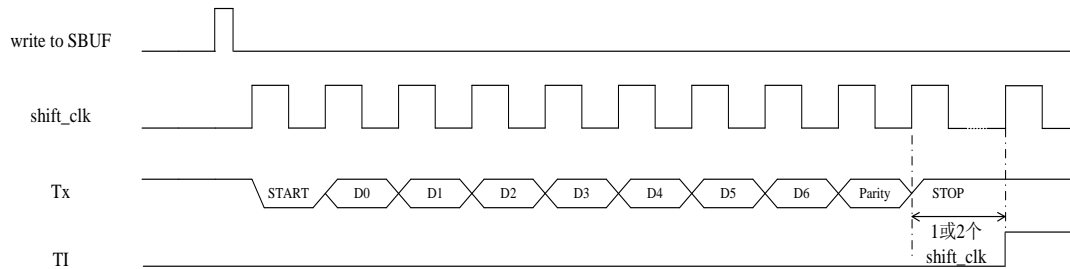 write to SBUF
shift_clk
Tx
START D0 D1 D2 D3 D4 D5 D6 Parity STOP
1或2个
shift_clk
TI